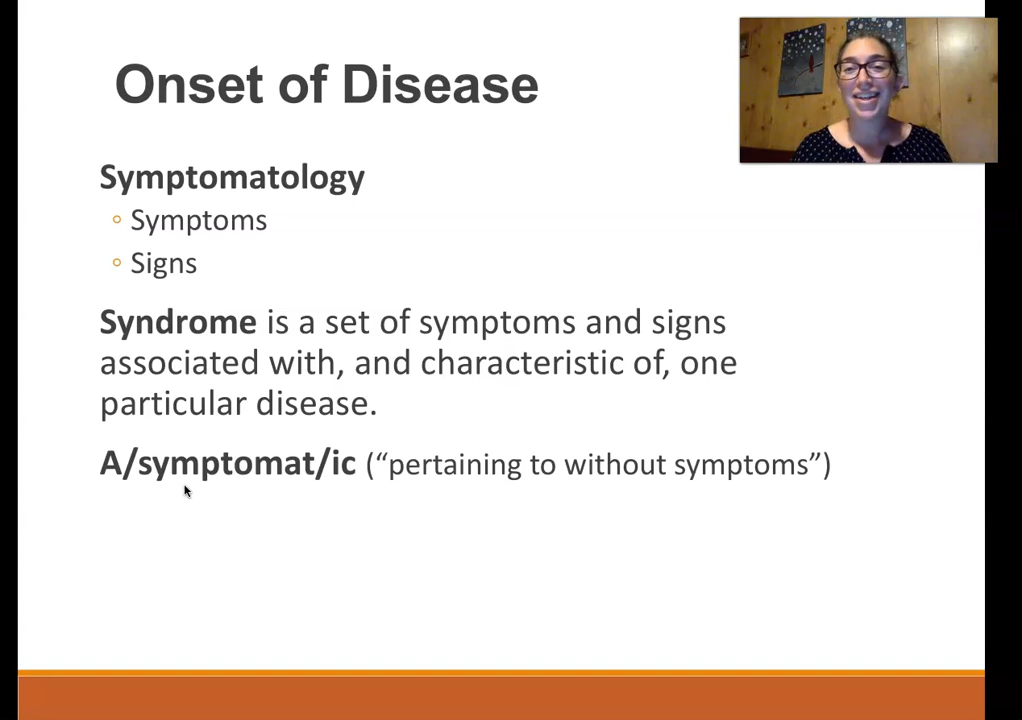 Onset of Disease
Symptomatology
◦ Symptoms
◦ Signs
Syndrome is a set of symptoms and signs
associated with, and characteristic of, one
particular disease.
A/symptomat/ic (“pertaining to without symptoms”)